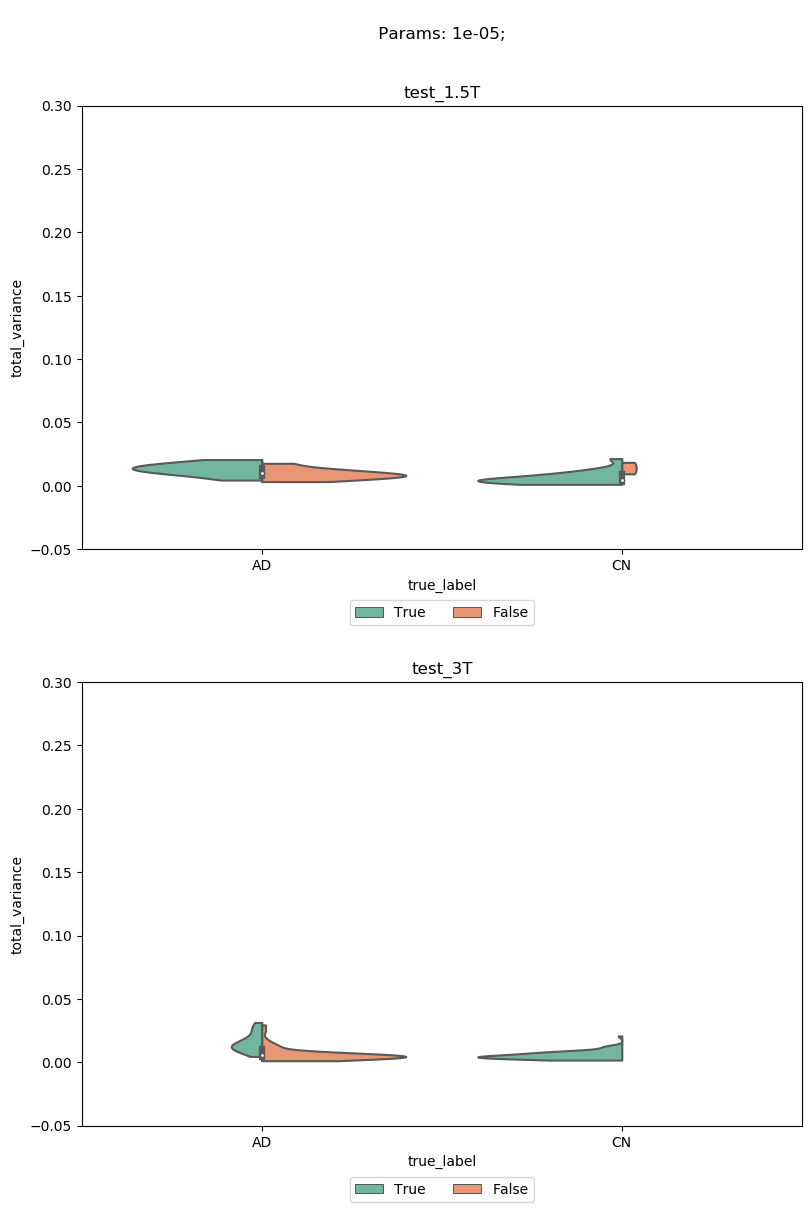 Params: 1e-05;
test_1.5T
0.30
0.25
0.20
0.15
0.10
0.05
0.00
−0.05
total_variance
AD CN
true_label
True False
test_3T
0.30
0.25
0.20
0.15
0.10
0.05
0.00
−0.05
total_variance
AD CN
true_label
True False